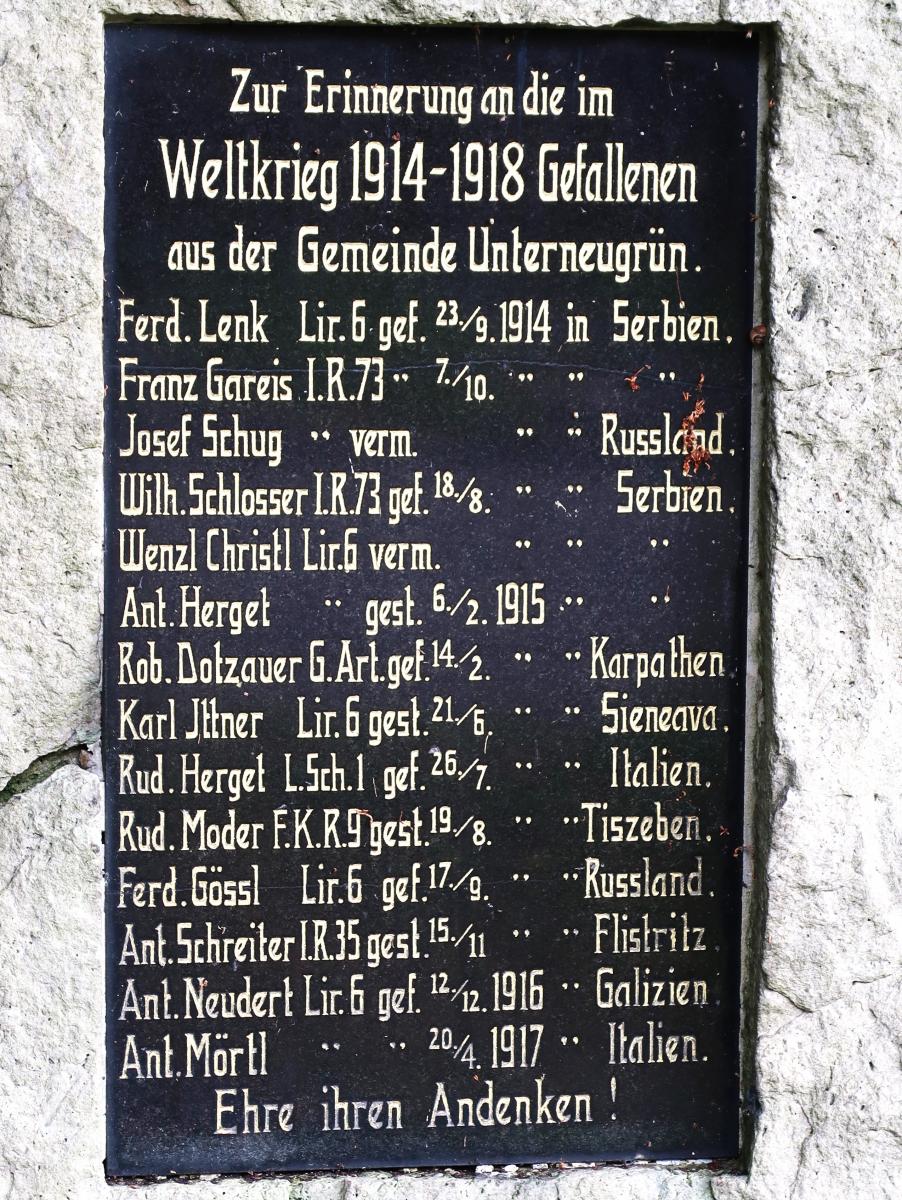 Zur Erinnerung an die im
Weltkrieg 1914-1918 Gefallenen
aus der Gemeinde Unterneugrün.
Ferd. Lenk Lir. 6 gef. 23./9. 1914 in Serbien.
Franz Gareis I.R.73 " 7./10. " " "
Josef Schug " verm. " " Russland.
Wilh. Schlosser I.R.73 gef. 18./8. " " Serbien.
Wenzl Christl Lir.6 verm. " " "
Ant. Herget " gest. 6./2. 1915 " "
Rob. Dotzauer G.Art. gef. 14./2. " " Karpathen
Karl Jttner Lir. 6 gest. 21./6. " " Sieneava.
Rud. Herget L.Sch.1 gef. 26./7. " " Italien.
Rud. Moder F.K.R.9 gest. 19./8. " " Tiszeben.
Ferd. Gössl Lir.6 gef. 17./9. " " Russland.
Ant. Schreiter I.R.35 gest. 15./11 " " Flistritz.
Ant. Neudert Lir. 6 gef. 12./12. 1916 " Galizien.
Ant. Mörtl " " 20./4. 1917 " Italien.
Ehre ihren Andenken !